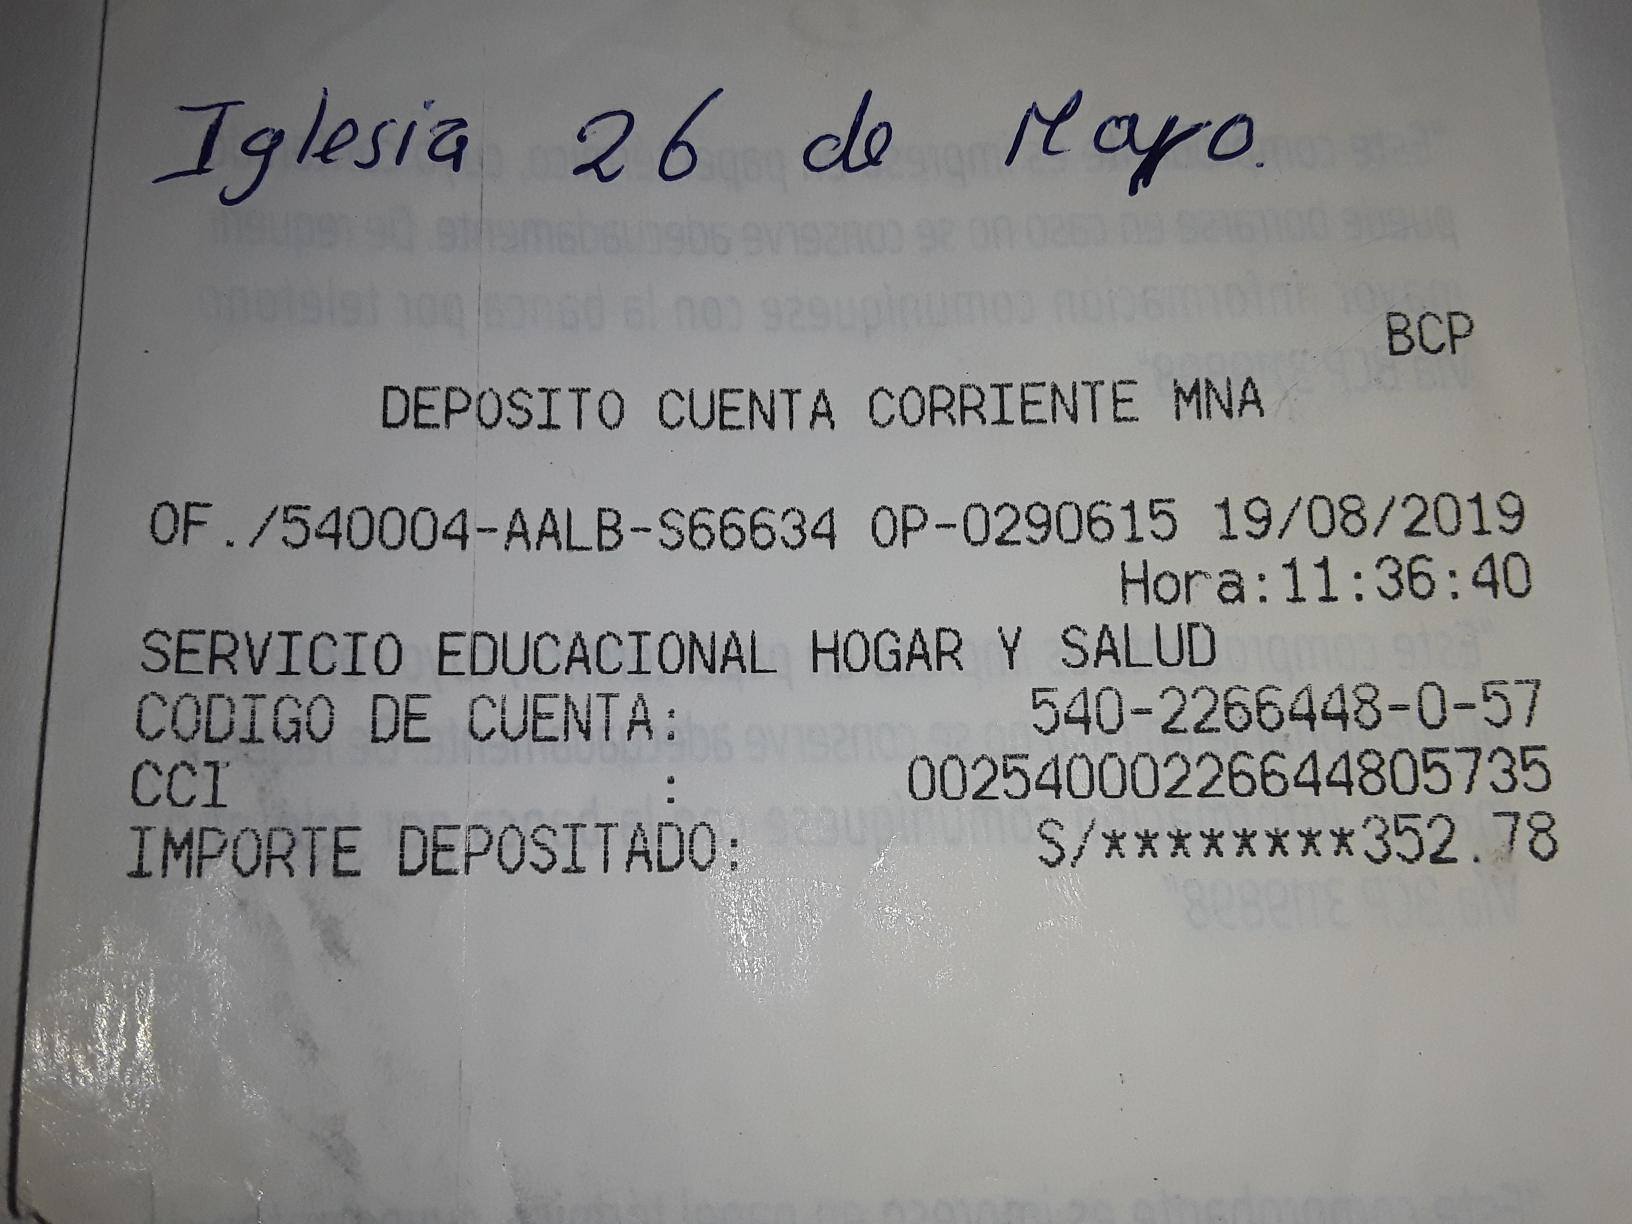 Iglesia 26 de Mayo.
BCP
DEPOSITO CUENTA CORRIENTE MNA
OF./540004-AALB-S66634 OP-0290615 19/08/2019
Hora:11:36:40
SERVICIO EDUCACIONAL HOGAR Y SALUD
CODIGO DE CUENTA: 540-2266448-0-57
CCI : 00254000226644805735
IMPORTE DEPOSITADO: S/********352.78